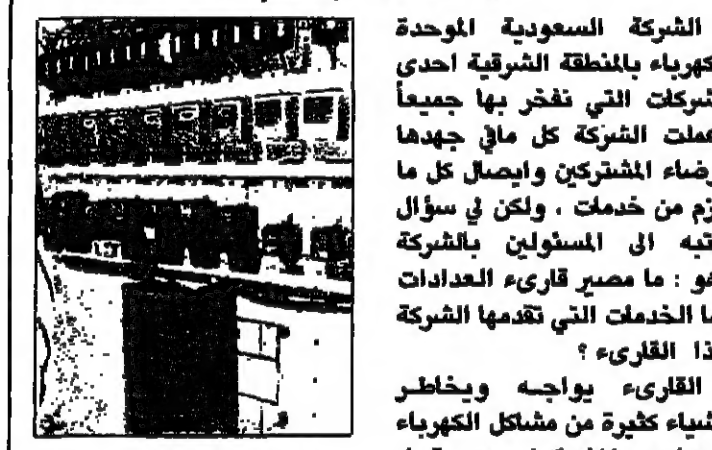 الشركة السعودية الموحدة
كهرباء بالمنطقة الشرقية احدى
شركات التي نفخر بها جميعاً
عملت الشركة كل مافي جهدها
رضاء المشتركين وايصال كل ما
زم من خدمات ، ولكن لي سؤال
تبه الى المسئولين بالشركة
هو : ما مصير قارىء العدادات
ما الخدمات التي تقدمها الشركة
ذا القارىء ؟
القارىء يواجه ويخاطر
شياء كثيرة من مشاكل الكهرباء